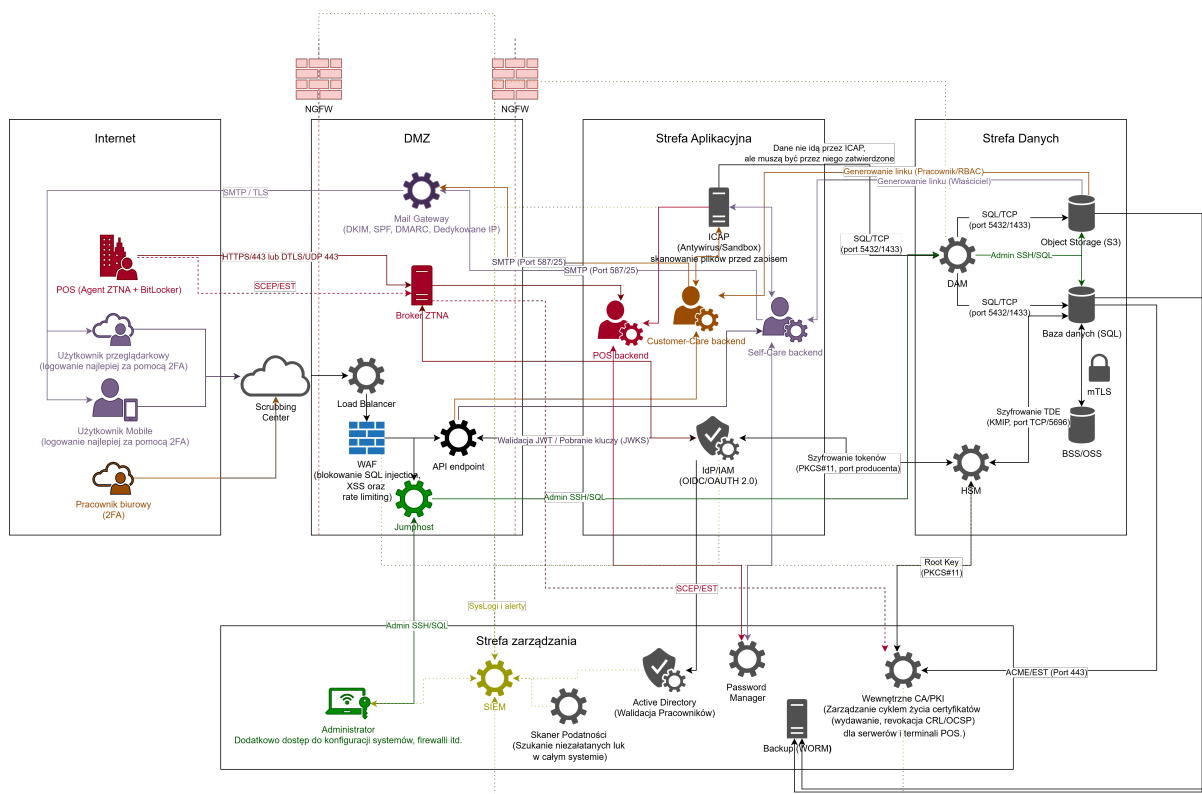 NGFW
NGFW
Internet
DMZ
Strefa Aplikacyjna
Strefa Danych
Dane nie idą przez ICAP,
ale muszą być przez niego zatwierdzone
Generowanie linku (Pracownik/RBAC)
Generowanie linku (Właściciel)
SMTP / TLS
Mail Gateway
(DKIM, SPF, DMARC, Dedykowane IP)
ICAP
(Antywirus/Sandbox)
skanowanie plików przed zapisem
SQL/TCP
(port 5432/1433)
SQL/TCP
(port 5432/1433)
Object Storage (S3)
Admin SSH/SQL
DAM
HTTPS/443 lub DTLS/UDP 443
SMTP (Port 587/25)
SMTP (Port 587/25)
POS (Agent ZTNA + BitLocker)
SCEP/EST
Broker ZTNA
SQL/TCP
(port 5432/1433)
Baza danych (SQL)
POS backend
Customer-Care backend
Self-Care backend
Użytkownik przeglądarkowy
(logowanie najlepiej za pomocą 2FA)
Użytkownik Mobile
(logowanie najlepiej za pomocą 2FA)
Scrubbing
Center
Load Balancer
mTLS
Szyfrowanie TDE
(KMIP, port TCP/5696)
BSS/OSS
WAF
(blokowanie SQL injection,
XSS oraz
rate limiting)
API endpoint
Walidacja JWT / Pobranie kluczy (JWKS)
IdP/IAM
(OIDC/OAUTH 2.0)
Szyfrowanie tokenów
(PKCS#11, port producenta)
HSM
Pracownik biurowy
(2FA)
Jumphost
Admin SSH/SQL
Root Key
(PKCS#11)
SCEP/EST
SysLogi i alerty
Admin SSH/SQL
Strefa zarządzania
ACME/EST (Port 443)
SIEM
Active Directory
(Walidacja Pracowników)
Password
Manager
Wewnętrzne CA/PKI
(Zarządzanie cyklem życia certyfikatów
(wydawanie, revokacja CRL/OCSP)
dla serwerów i terminali POS.)
Administrator
Dodatkowo dostęp do konfiguracji systemów, firewalli itd.
Skaner Podatności
(Szukanie niezałatanych luk
w całym systemie)
Backup (WORM)